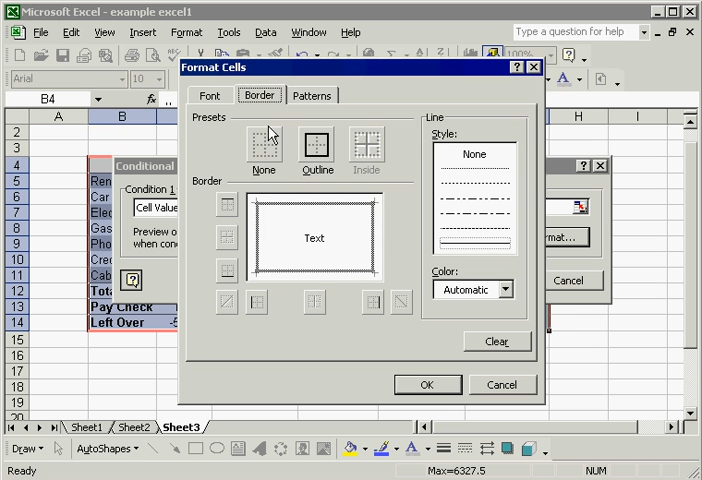 Microsoft Excel - example excel1
File Edit View Insert Format Tools Data Window Help Type a question for help
100%
Arial 10
B4 fx ,,
Format Cells
Font Border Patterns
Presets
None Outline Inside
Border
Text
Line
Style:
None
Color:
Automatic
Clear
OK Cancel
Conditional
Condition 1
Cell Value
Preview o
when cond
mat...
Cancel
A B H I
2
3
4
5 Ren
6 Car
7 Elec
8 Gas
9 Pho
10 Cred
11 Cab
12 Tota
13 Pay Check
14 Left Over -5
15
16
17
18
19
20
Sheet1 Sheet2 Sheet3
Draw AutoShapes
Ready Max=6327.5 NUM